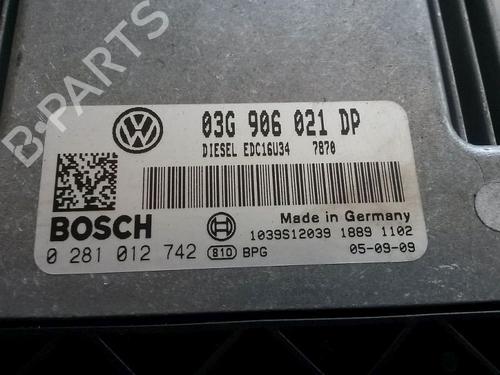 B-PARTS
03G 906 021 DP
DIESEL EDC16U34 7870
BOSCH
Made in Germany
1039S12039 1889 1102
0 281 012 742 810 BPG 05-09-09